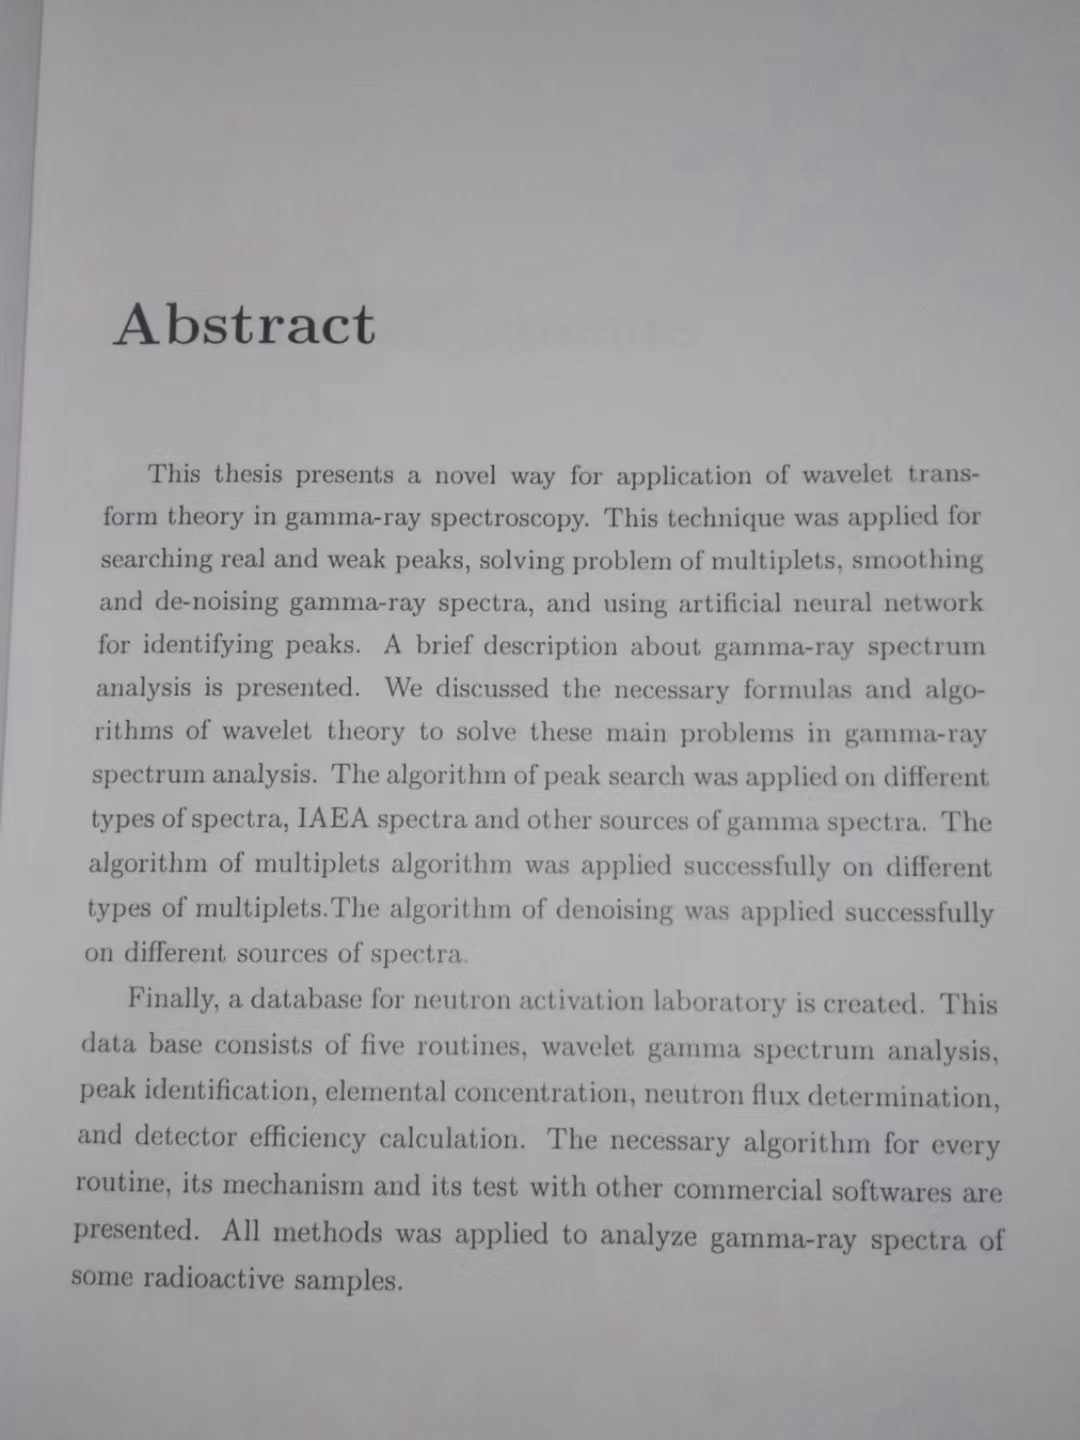 Abstract
This thesis presents a novel way for application of wavelet trans-
form theory in gamma-ray spectroscopy. This technique was applied for
searching real and weak peaks, solving problem of multiplets, smoothing
and de-noising gamma-ray spectra, and using artificial neural network
for identifying peaks. A brief description about gamma-ray spectrum
analysis is presented. We discussed the necessary formulas and algo-
rithms of wavelet theory to solve these main problems in gamma-ray
spectrum analysis. The algorithm of peak search was applied on different
types of spectra, IAEA spectra and other sources of gamma spectra. The
algorithm of multiplets algorithm was applied successfully on different
types of multiplets.The algorithm of denoising was applied successfully
on different sources of spectra.
Finally, a database for neutron activation laboratory is created. This
data base consists of five routines, wavelet gamma spectrum analysis,
peak identification, elemental concentration, neutron flux determination,
and detector efficiency calculation. The necessary algorithm for every
routine, its mechanism and its test with other commercial softwares are
presented. All methods was applied to analyze gamma-ray spectra of
some radioactive samples.